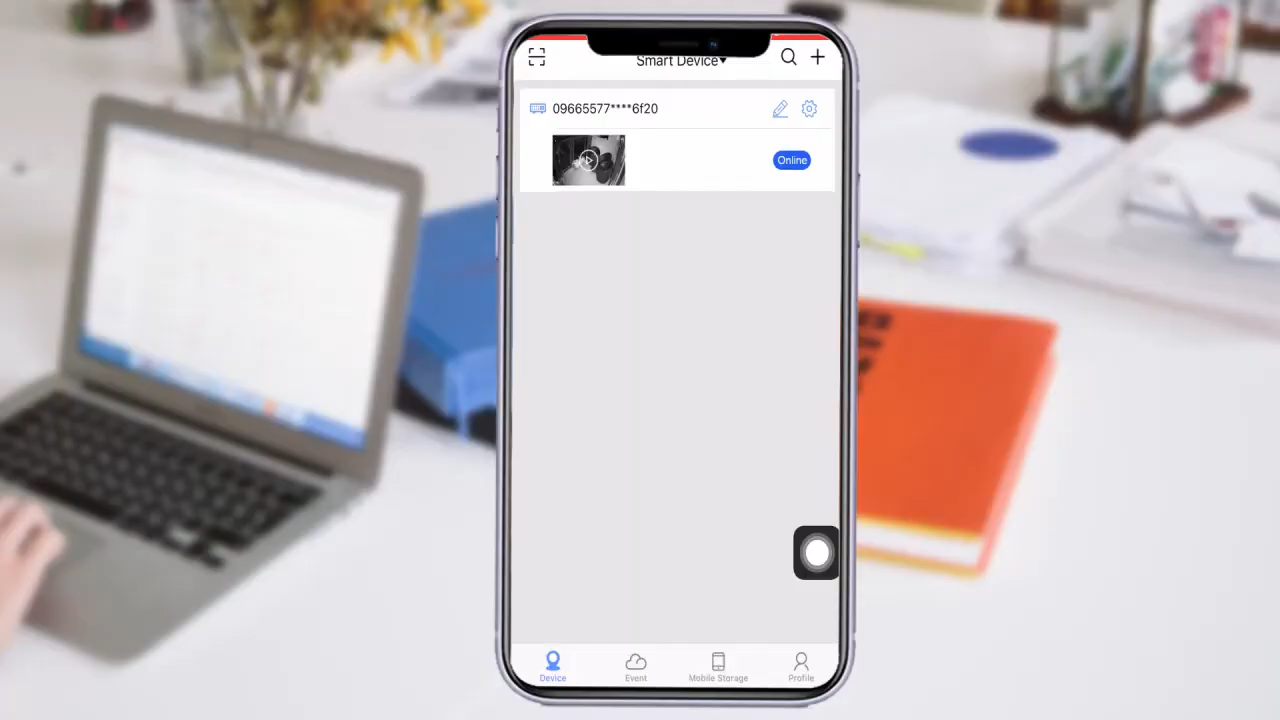 Smart Device
09665577****6f20
Online
Device
Event
Mobile Storage
Profile